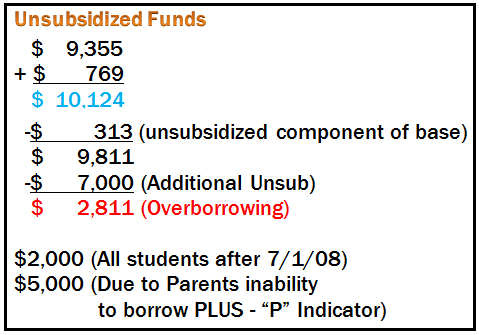 Unsubsidized Funds
$ 9,355
+ $ 769
$ 10,124
-$ 313 (unsubsidized component of base)
$ 9,811
-$ 7,000 (Additional Unsub)
$ 2,811 (Overborrowing)
$2,000 (All students after 7/1/08)
$5,000 (Due to Parents inability
to borrow PLUS - “P” Indicator)